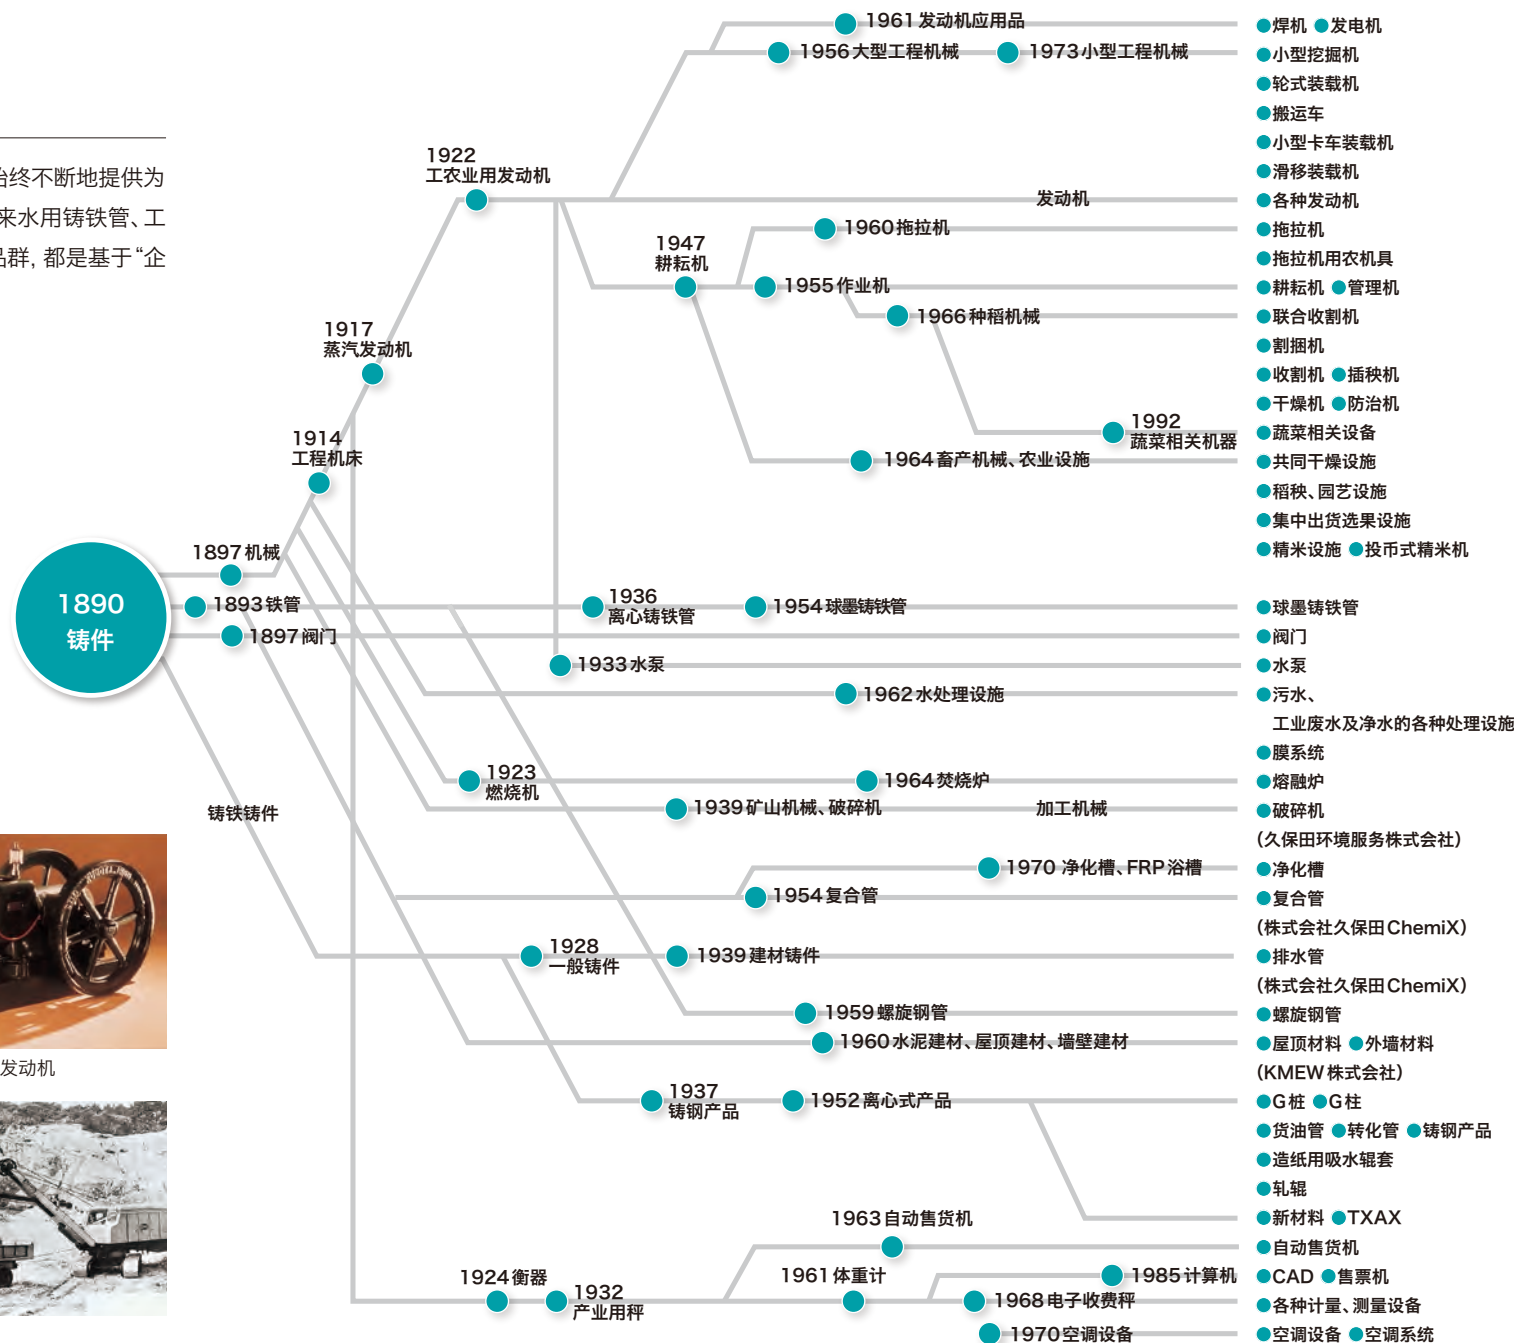 始终不断地提供为
来水用铸铁管、工
品群, 都是基于“企
1890
铸件
1897 机械
1893 铁管
1897 阀门
铸铁铸件
1914
工程机床
1917
蒸汽发动机
1922
工农业用发动机
1961 发动机应用品
1956 大型工程机械
1973 小型工程机械
发动机
1947
耕耘机
1960 拖拉机
1955 作业机
1966 种稻机械
1992
蔬菜相关机器
1964 畜产机械、农业设施
1936
离心铸铁管
1954 球墨铸铁管
1933 水泵
1962 水处理设施
1923
燃烧机
1964 焚烧炉
1939 矿山机械、破碎机
加工机械
1970 净化槽、FRP 浴槽
1954 复合管
1928
一般铸件
1939 建材铸件
1959 螺旋钢管
1960 水泥建材、屋顶建材、墙壁建材
1937
铸钢产品
1952 离心式产品
1963 自动售货机
1924 衡器
1932
产业用秤
1961 体重计
1985 计算机
1968 电子收费秤
1970 空调设备
●焊机 ●发电机
●小型挖掘机
●轮式装载机
●搬运车
●小型卡车装载机
●滑移装载机
●各种发动机
●拖拉机
●拖拉机用农机具
●耕耘机 ●管理机
●联合收割机
●割捆机
●收割机 ●插秧机
●干燥机 ●防治机
●蔬菜相关设备
●共同干燥设施
●稻秧、园艺设施
●集中出货选果设施
●精米设施 ●投币式精米机
●球墨铸铁管
●阀门
●水泵
●污水、
工业废水及净水的各种处理设施
●膜系统
●熔融炉
●破碎机
(久保田环境服务株式会社)
●净化槽
●复合管
(株式会社久保田 ChemiX)
●排水管
(株式会社久保田 ChemiX)
●螺旋钢管
●屋顶材料 ●外墙材料
(KMEW 株式会社)
●G 桩 ●G 柱
●货油管 ●转化管 ●铸钢产品
●造纸用吸水辊套
●轧辊
●新材料 ●TXAX
●自动售货机
●CAD ●售票机
●各种计量、测量设备
●空调设备 ●空调系统
发动机